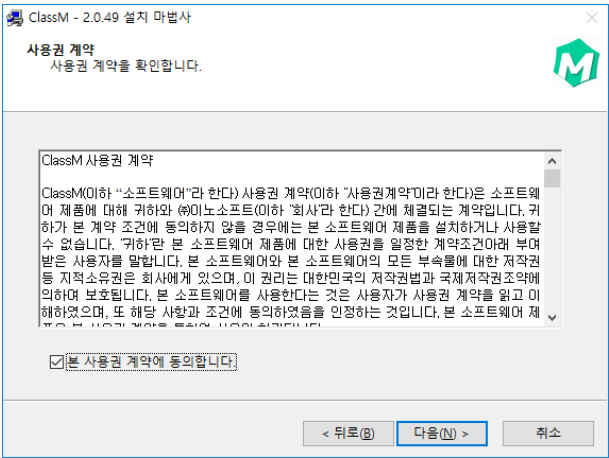 ClassM - 2.0.49 설치 마법사
사용권 계약
사용권 계약을 확인합니다.
M
ClassM 사용권 계약
ClassM(이하 “소프트웨어”라 한다) 사용권 계약(이하 "사용권계약"이라 한다)은 소프트웨
어 제품에 대해 귀하와 ㈜이노소프트(이하 "회사"라 한다) 간에 체결되는 계약입니다. 귀
하가 본 계약 조건에 동의하지 않을 경우에는 본 소프트웨어 제품을 설치하거나 사용할
수 없습니다. "귀하"란 본 소프트웨어 제품에 대한 사용권을 일정한 계약조건아래 부여
받은 사용자를 말합니다. 본 소프트웨어와 본 소프트웨어의 모든 부속물에 대한 저작권
등 지적소유권은 회사에게 있으며, 이 권리는 대한민국의 저작권법과 국제저작권조약에
의하여 보호됩니다. 본 소프트웨어를 사용한다는 것은 사용자가 사용권 계약을 읽고 이
해하였으며, 또 해당 사항과 조건에 동의하였음을 인정하는 것입니다. 본 소프트웨어 제
본 사용권 계약에 동의합니다.
< 뒤로(B) 다음(N) > 취소